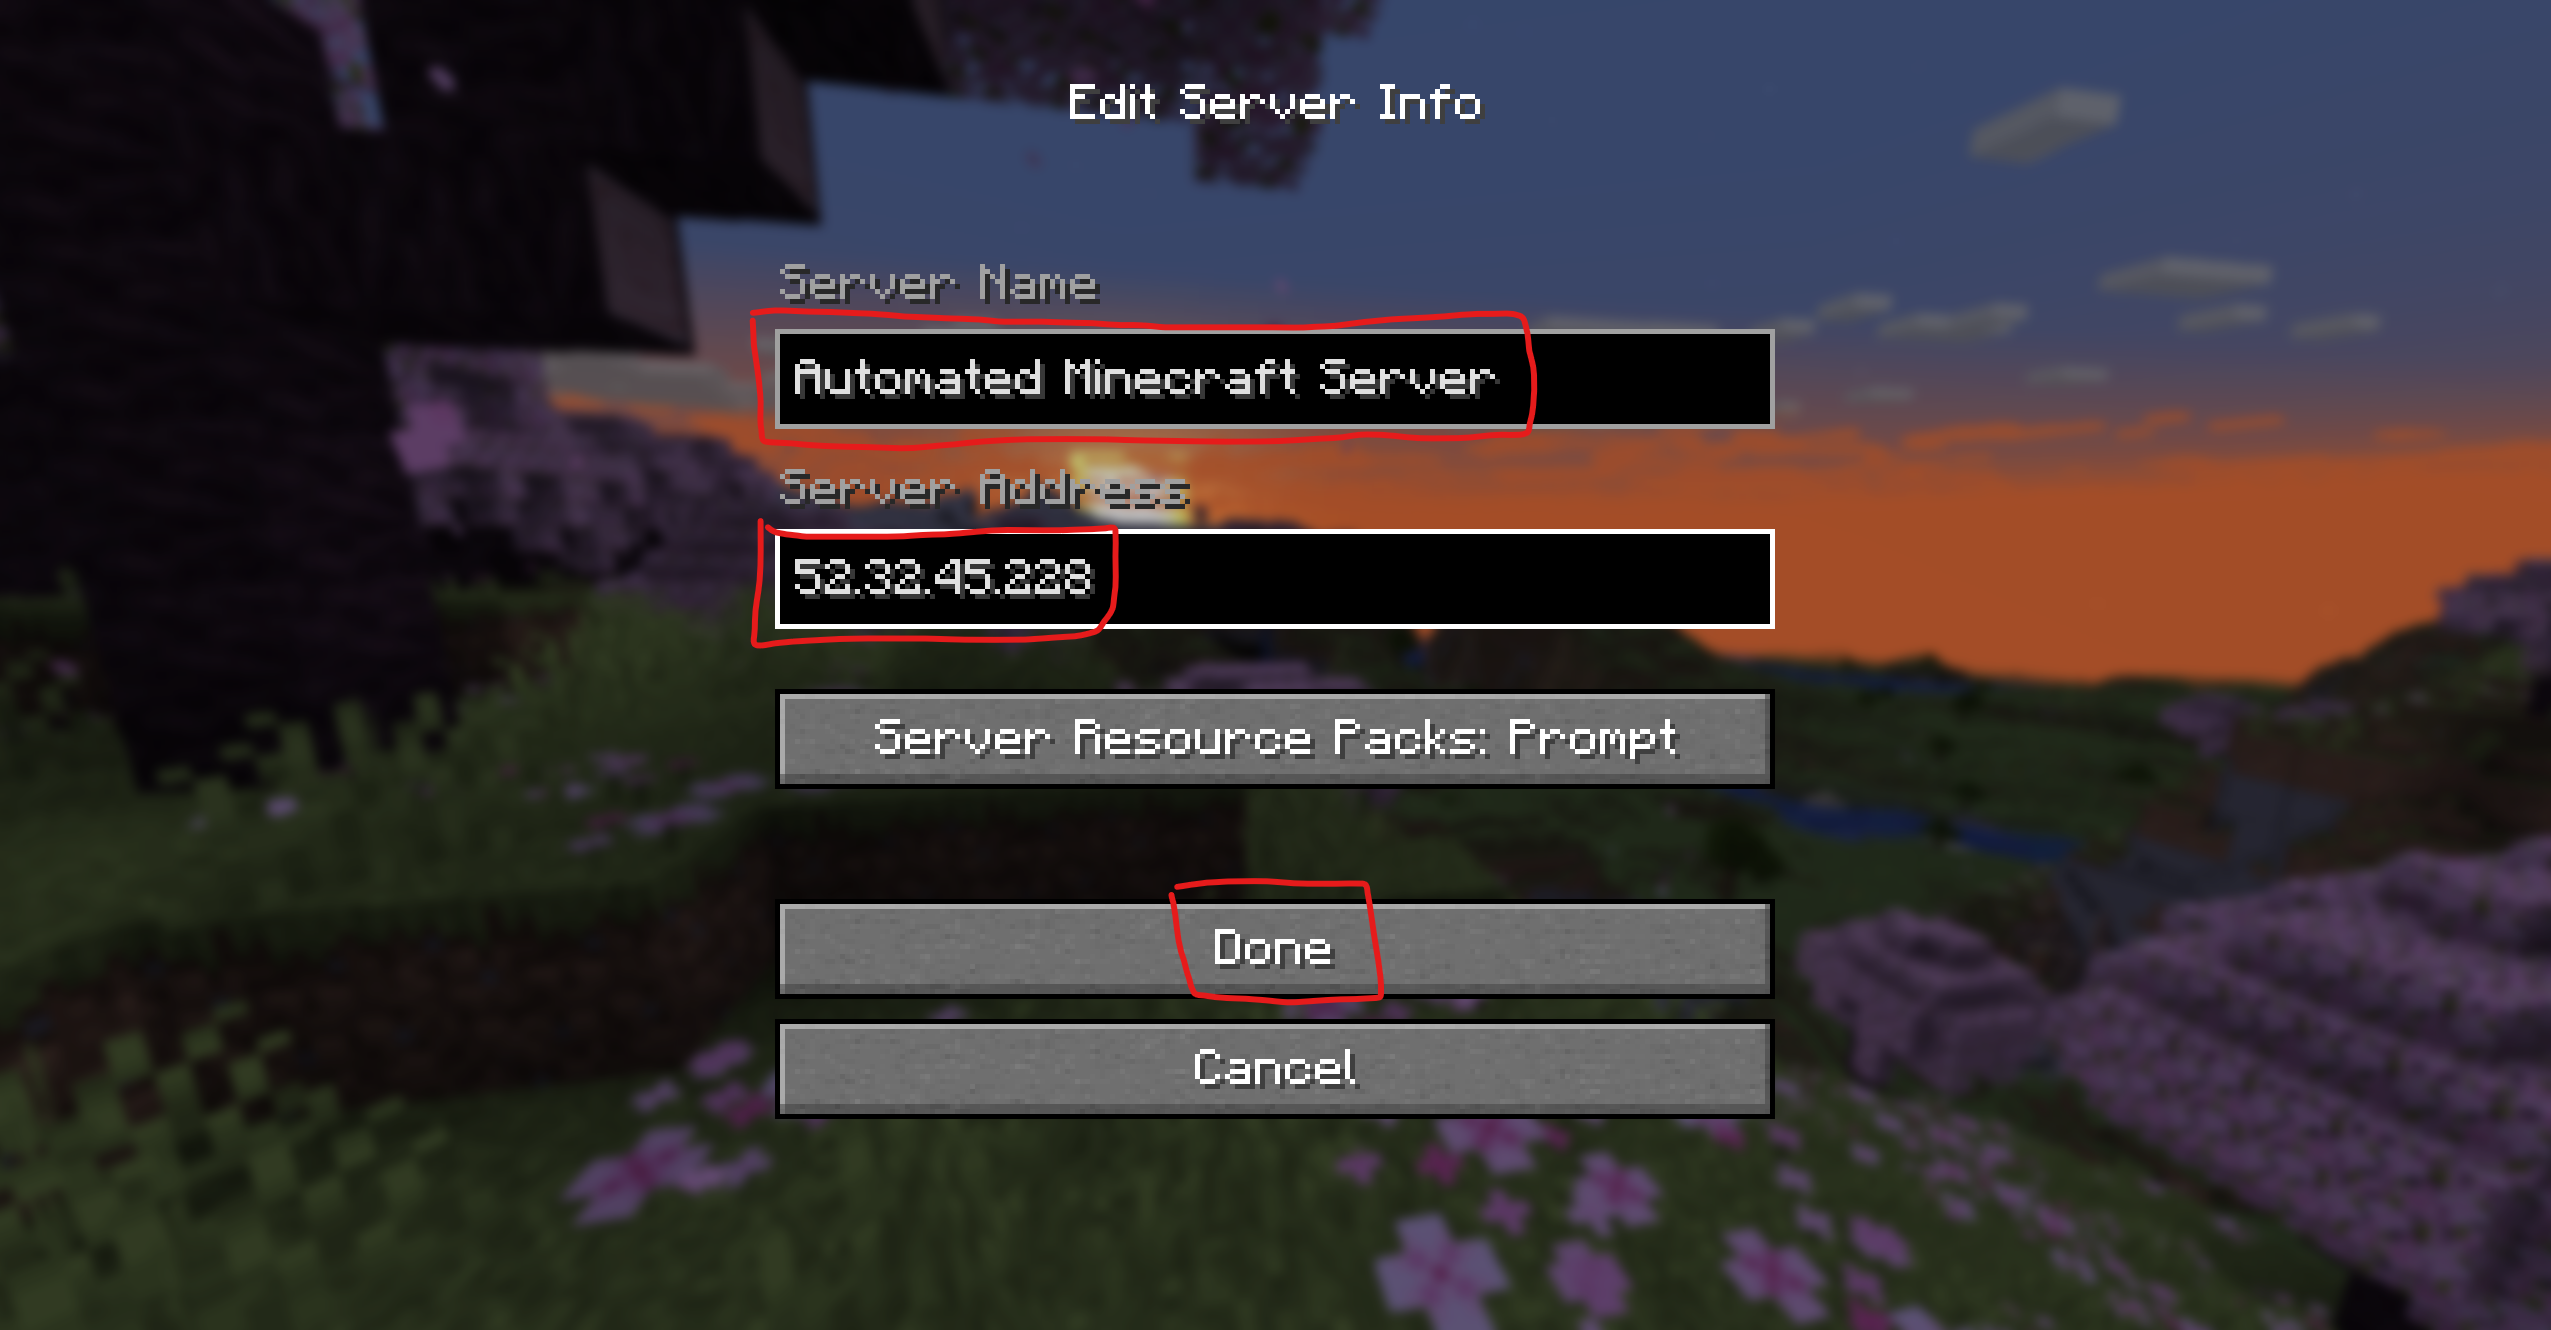 Edit Server Info
Server Name
Automated Minecraft Server
Server Address
52.32.45.228
Server Resource Packs: Prompt
Done
Cancel